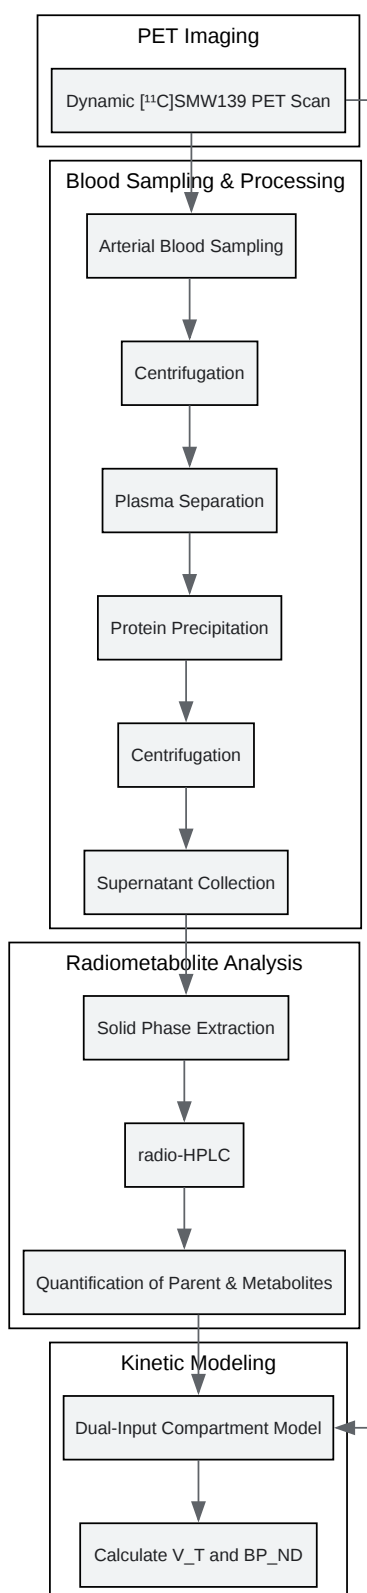 PET Imaging
Dynamic [¹¹C]SMW139 PET Scan
Blood Sampling & Processing
Arterial Blood Sampling
Centrifugation
Plasma Separation
Protein Precipitation
Centrifugation
Supernatant Collection
Radiometabolite Analysis
Solid Phase Extraction
radio-HPLC
Quantification of Parent & Metabolites
Kinetic Modeling
Dual-Input Compartment Model
Calculate V_T and BP_ND